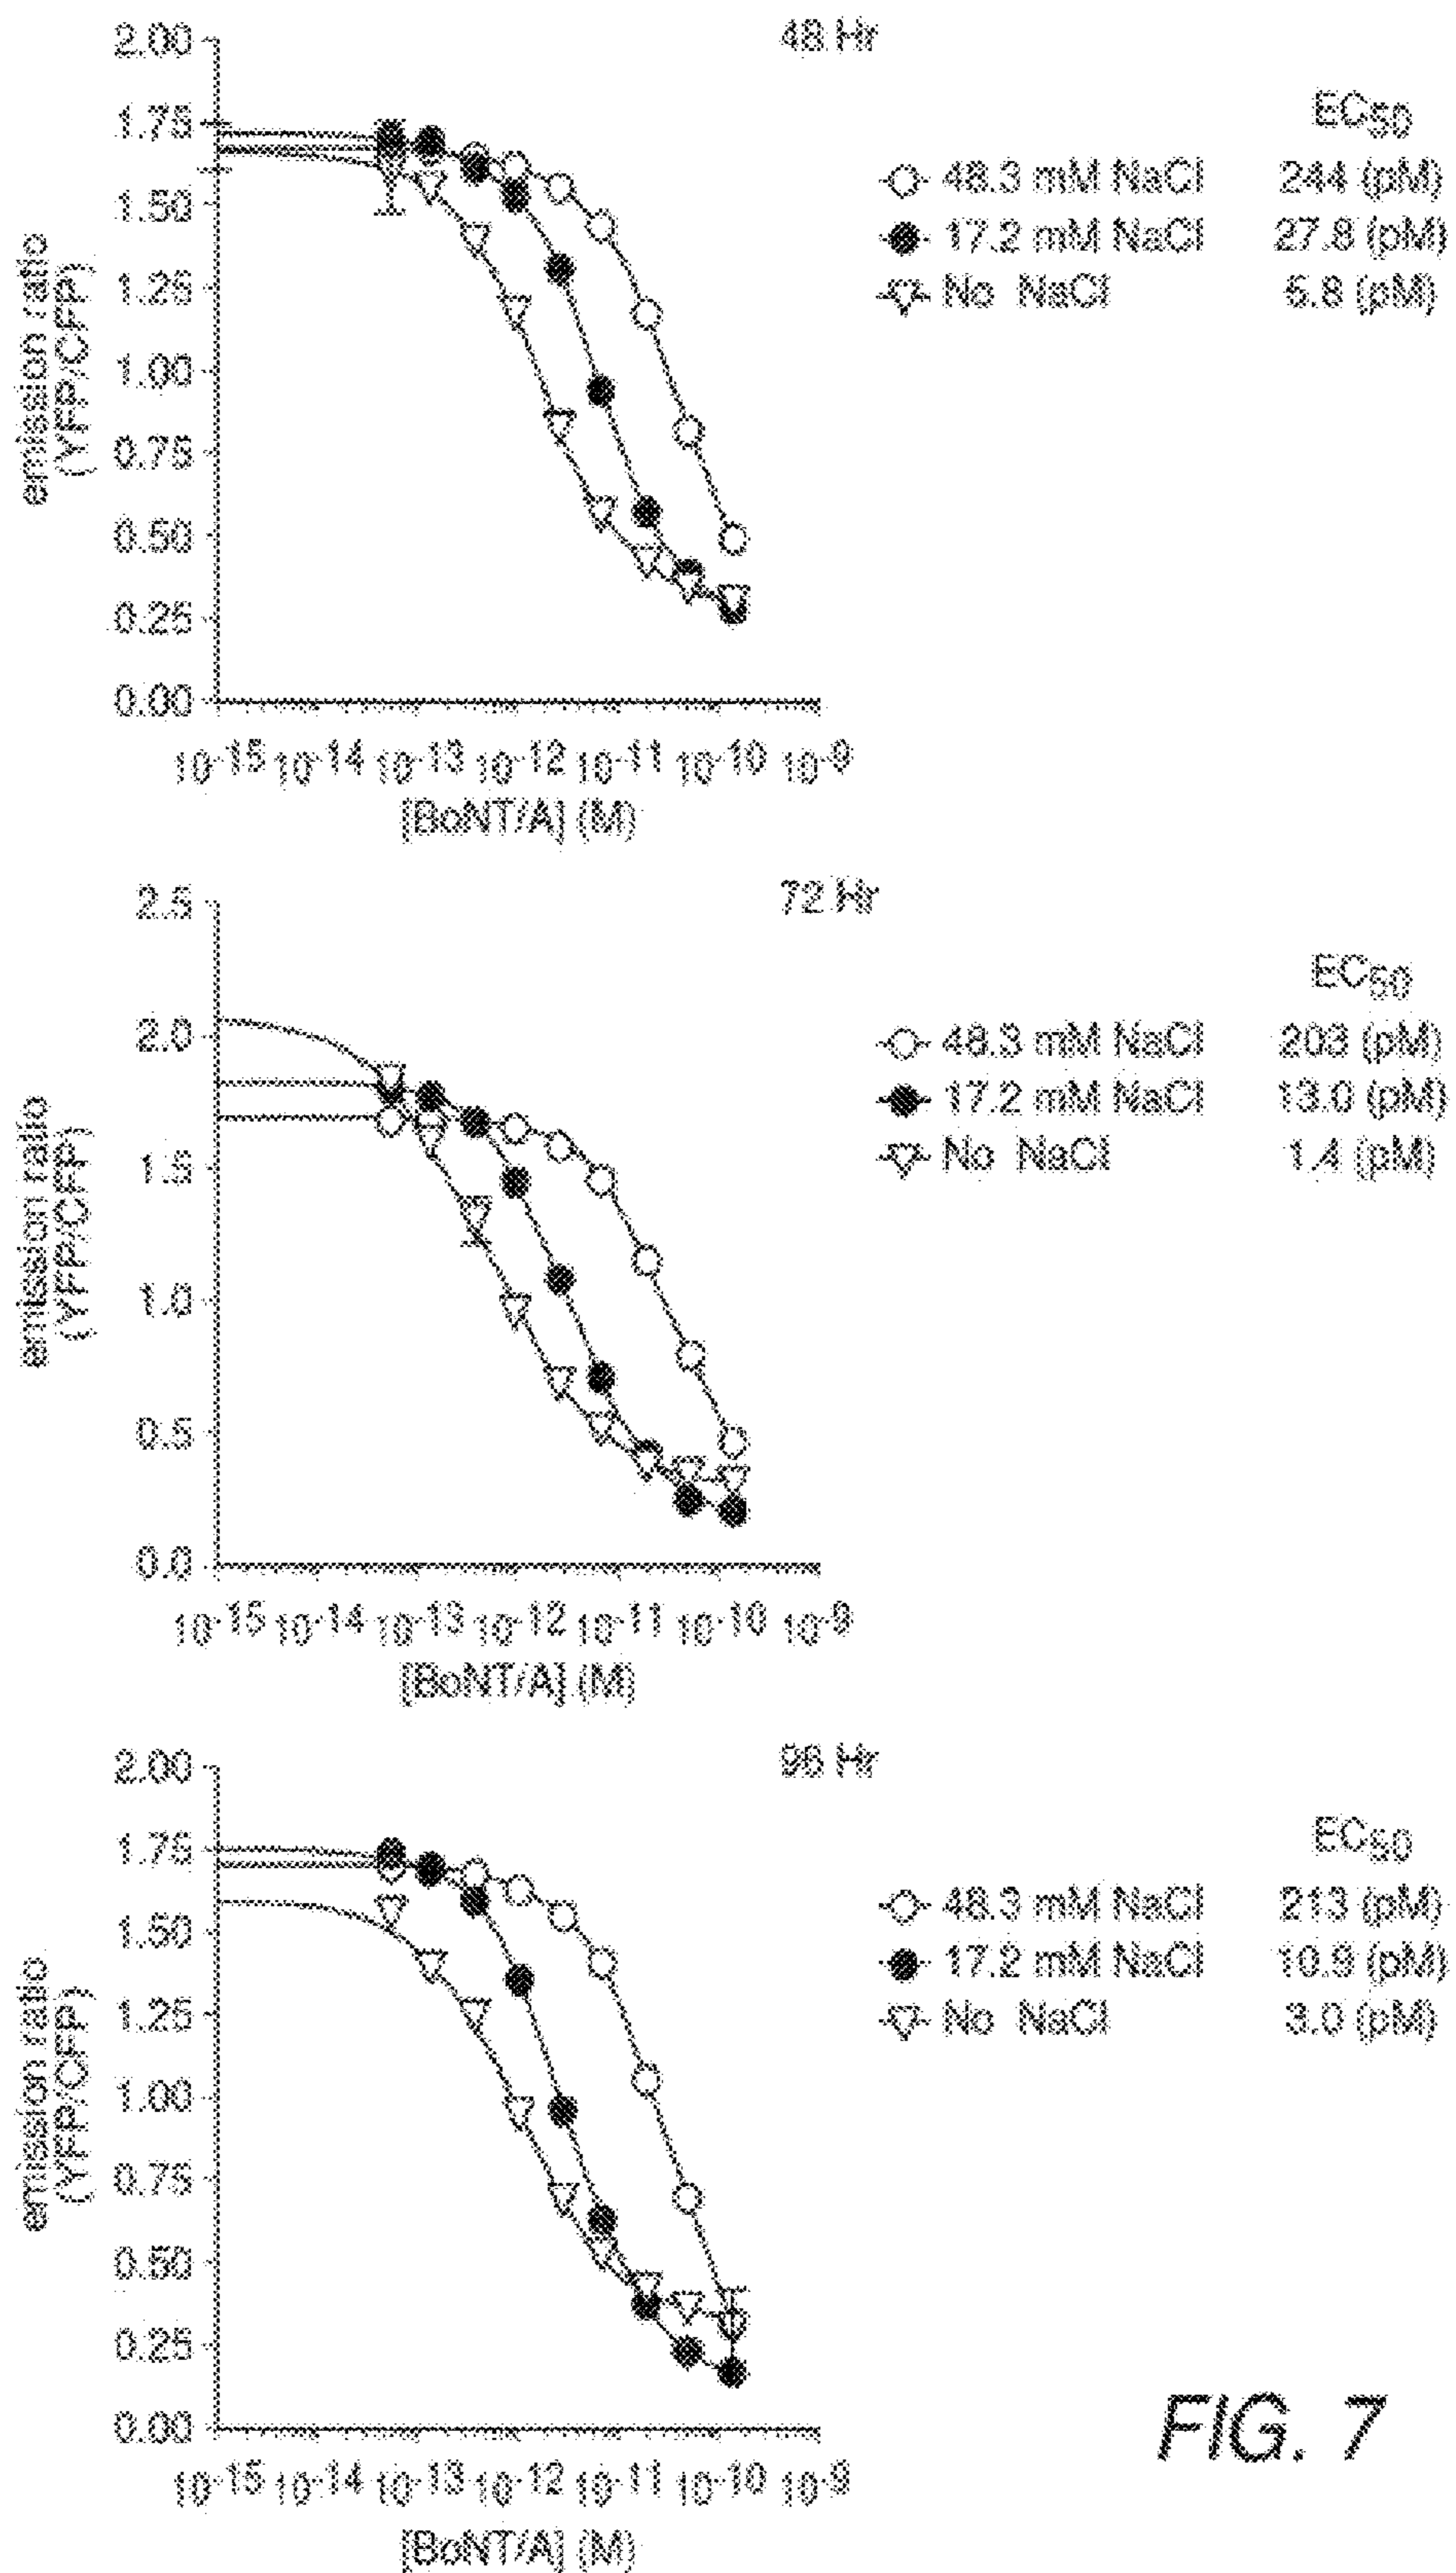 48 Hr
EC50
48.3 mM NaCl 244 (pM)
17.2 mM NaCl 27.8 (pM)
No NaCl 5.8 (pM)
emission ratio
(YFP/CFP)
2.00
1.75
1.50
1.25
1.00
0.75
0.50
0.25
0.00
10-15 10-14 10-13 10-12 10-11 10-10 10-9
[BoNT/A] (M)
72 Hr
EC50
48.3 mM NaCl 203 (pM)
17.2 mM NaCl 13.0 (pM)
No NaCl 1.4 (pM)
emission ratio
(YFP/CFP)
2.5
2.0
1.5
1.0
0.5
0.0
10-15 10-14 10-13 10-12 10-11 10-10 10-9
[BoNT/A] (M)
96 Hr
EC50
48.3 mM NaCl 213 (pM)
17.2 mM NaCl 10.9 (pM)
No NaCl 3.0 (pM)
emission ratio
(YFP/CFP)
2.00
1.75
1.50
1.25
1.00
0.75
0.50
0.25
0.00
10-15 10-14 10-13 10-12 10-11 10-10 10-9
[BoNT/A] (M)
FIG. 7